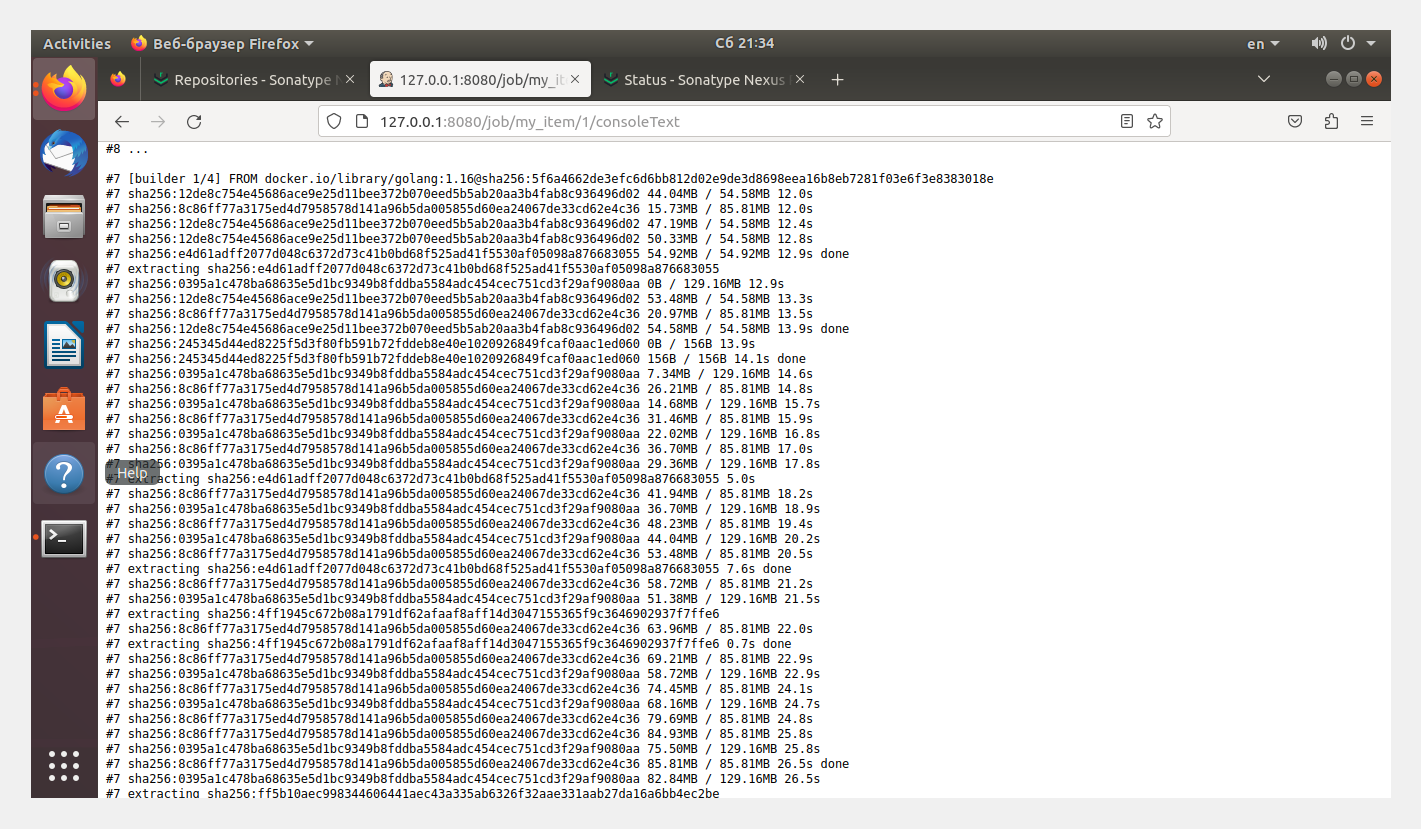 Activities
Веб-браузер Firefox
Сб 21:34
en
Repositories - Sonatype N
127.0.0.1:8080/job/my_it
Status - Sonatype Nexus
127.0.0.1:8080/job/my_item/1/consoleText
#8 ...
#7 [builder 1/4] FROM docker.io/library/golang:1.16@sha256:5f6a4662de3efc6d6bb812d02e9de3d8698eea16b8eb7281f03e6f3e8383018e
#7 sha256:12de8c754e45686ace9e25d11bee372b070eed5b5ab20aa3b4fab8c936496d02 44.04MB / 54.58MB 12.0s
#7 sha256:8c86ff77a3175ed4d7958578d141a96b5da005855d60ea24067de33cd62e4c36 15.73MB / 85.81MB 12.0s
#7 sha256:12de8c754e45686ace9e25d11bee372b070eed5b5ab20aa3b4fab8c936496d02 47.19MB / 54.58MB 12.4s
#7 sha256:12de8c754e45686ace9e25d11bee372b070eed5b5ab20aa3b4fab8c936496d02 50.33MB / 54.58MB 12.8s
#7 sha256:e4d61adff2077d048c6372d73c41b0bd68f525ad41f5530af05098a876683055 54.92MB / 54.92MB 12.9s done
#7 extracting sha256:e4d61adff2077d048c6372d73c41b0bd68f525ad41f5530af05098a876683055
#7 sha256:0395a1c478ba68635e5d1bc9349b8fddba5584adc454cec751cd3f29af9080aa 0B / 129.16MB 12.9s
#7 sha256:12de8c754e45686ace9e25d11bee372b070eed5b5ab20aa3b4fab8c936496d02 53.48MB / 54.58MB 13.3s
#7 sha256:8c86ff77a3175ed4d7958578d141a96b5da005855d60ea24067de33cd62e4c36 20.97MB / 85.81MB 13.5s
#7 sha256:12de8c754e45686ace9e25d11bee372b070eed5b5ab20aa3b4fab8c936496d02 54.58MB / 54.58MB 13.9s done
#7 sha256:245345d44ed8225f5d3f80fb591b72fddeb8e40e1020926849fcaf0aac1ed060 0B / 156B 13.9s
#7 sha256:245345d44ed8225f5d3f80fb591b72fddeb8e40e1020926849fcaf0aac1ed060 156B / 156B 14.1s done
#7 sha256:0395a1c478ba68635e5d1bc9349b8fddba5584adc454cec751cd3f29af9080aa 7.34MB / 129.16MB 14.6s
#7 sha256:8c86ff77a3175ed4d7958578d141a96b5da005855d60ea24067de33cd62e4c36 26.21MB / 85.81MB 14.8s
#7 sha256:0395a1c478ba68635e5d1bc9349b8fddba5584adc454cec751cd3f29af9080aa 14.68MB / 129.16MB 15.7s
#7 sha256:8c86ff77a3175ed4d7958578d141a96b5da005855d60ea24067de33cd62e4c36 31.46MB / 85.81MB 15.9s
#7 sha256:0395a1c478ba68635e5d1bc9349b8fddba5584adc454cec751cd3f29af9080aa 22.02MB / 129.16MB 16.8s
#7 sha256:8c86ff77a3175ed4d7958578d141a96b5da005855d60ea24067de33cd62e4c36 36.70MB / 85.81MB 17.0s
#7 sha256:0395a1c478ba68635e5d1bc9349b8fddba5584adc454cec751cd3f29af9080aa 29.36MB / 129.16MB 17.8s
Help
#7 extracting sha256:e4d61adff2077d048c6372d73c41b0bd68f525ad41f5530af05098a876683055 5.0s
#7 sha256:8c86ff77a3175ed4d7958578d141a96b5da005855d60ea24067de33cd62e4c36 41.94MB / 85.81MB 18.2s
#7 sha256:0395a1c478ba68635e5d1bc9349b8fddba5584adc454cec751cd3f29af9080aa 36.70MB / 129.16MB 18.9s
#7 sha256:8c86ff77a3175ed4d7958578d141a96b5da005855d60ea24067de33cd62e4c36 48.23MB / 85.81MB 19.4s
#7 sha256:0395a1c478ba68635e5d1bc9349b8fddba5584adc454cec751cd3f29af9080aa 44.04MB / 129.16MB 20.2s
#7 sha256:8c86ff77a3175ed4d7958578d141a96b5da005855d60ea24067de33cd62e4c36 53.48MB / 85.81MB 20.5s
#7 extracting sha256:e4d61adff2077d048c6372d73c41b0bd68f525ad41f5530af05098a876683055 7.6s done
#7 sha256:8c86ff77a3175ed4d7958578d141a96b5da005855d60ea24067de33cd62e4c36 58.72MB / 85.81MB 21.2s
#7 sha256:0395a1c478ba68635e5d1bc9349b8fddba5584adc454cec751cd3f29af9080aa 51.38MB / 129.16MB 21.5s
#7 extracting sha256:4ff1945c672b08a1791df62afaaf8aff14d3047155365f9c3646902937f7ffe6
#7 sha256:8c86ff77a3175ed4d7958578d141a96b5da005855d60ea24067de33cd62e4c36 63.96MB / 85.81MB 22.0s
#7 extracting sha256:4ff1945c672b08a1791df62afaaf8aff14d3047155365f9c3646902937f7ffe6 0.7s done
#7 sha256:8c86ff77a3175ed4d7958578d141a96b5da005855d60ea24067de33cd62e4c36 69.21MB / 85.81MB 22.9s
#7 sha256:0395a1c478ba68635e5d1bc9349b8fddba5584adc454cec751cd3f29af9080aa 58.72MB / 129.16MB 22.9s
#7 sha256:8c86ff77a3175ed4d7958578d141a96b5da005855d60ea24067de33cd62e4c36 74.45MB / 85.81MB 24.1s
#7 sha256:0395a1c478ba68635e5d1bc9349b8fddba5584adc454cec751cd3f29af9080aa 68.16MB / 129.16MB 24.7s
#7 sha256:8c86ff77a3175ed4d7958578d141a96b5da005855d60ea24067de33cd62e4c36 79.69MB / 85.81MB 24.8s
#7 sha256:8c86ff77a3175ed4d7958578d141a96b5da005855d60ea24067de33cd62e4c36 84.93MB / 85.81MB 25.8s
#7 sha256:0395a1c478ba68635e5d1bc9349b8fddba5584adc454cec751cd3f29af9080aa 75.50MB / 129.16MB 25.8s
#7 sha256:8c86ff77a3175ed4d7958578d141a96b5da005855d60ea24067de33cd62e4c36 85.81MB / 85.81MB 26.5s done
#7 sha256:0395a1c478ba68635e5d1bc9349b8fddba5584adc454cec751cd3f29af9080aa 82.84MB / 129.16MB 26.5s
#7 extracting sha256:ff5b10aec998344606441aec43a335ab6326f32aae331aab27da16a6bb4ec2be